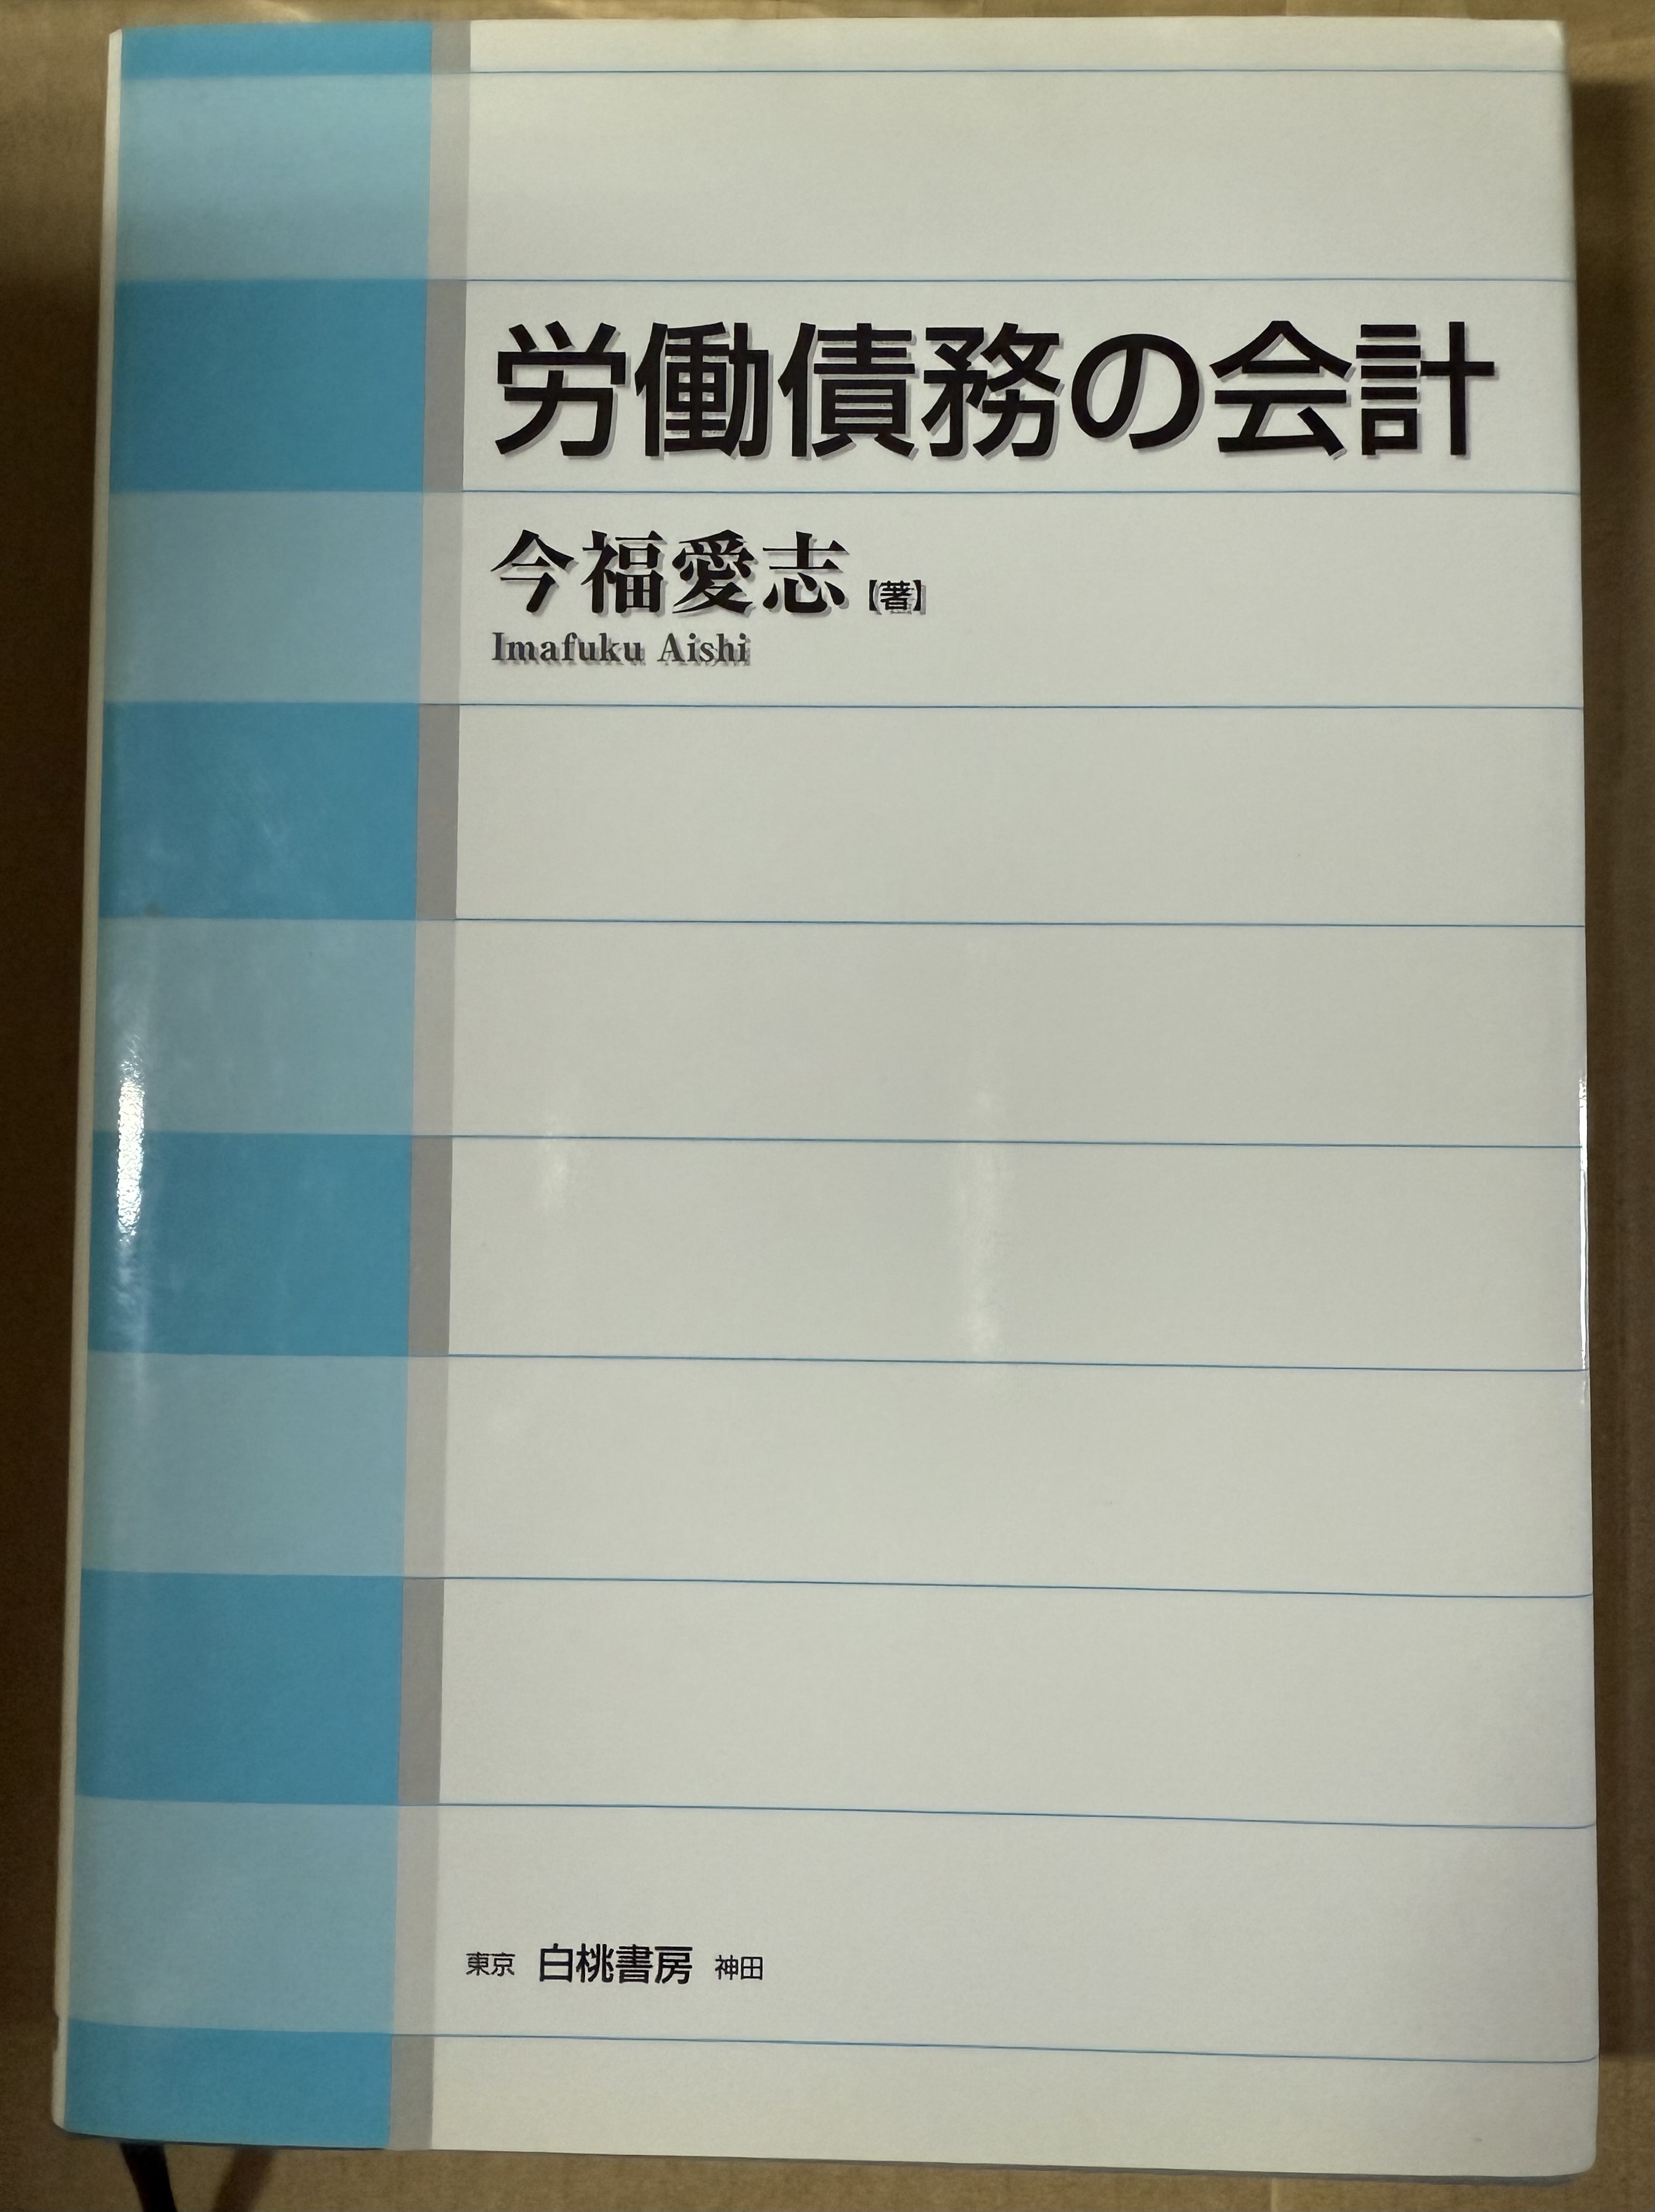 労働債務の会計
今福愛志【著】
Imafuku Aishi
東京 白桃書房 神田